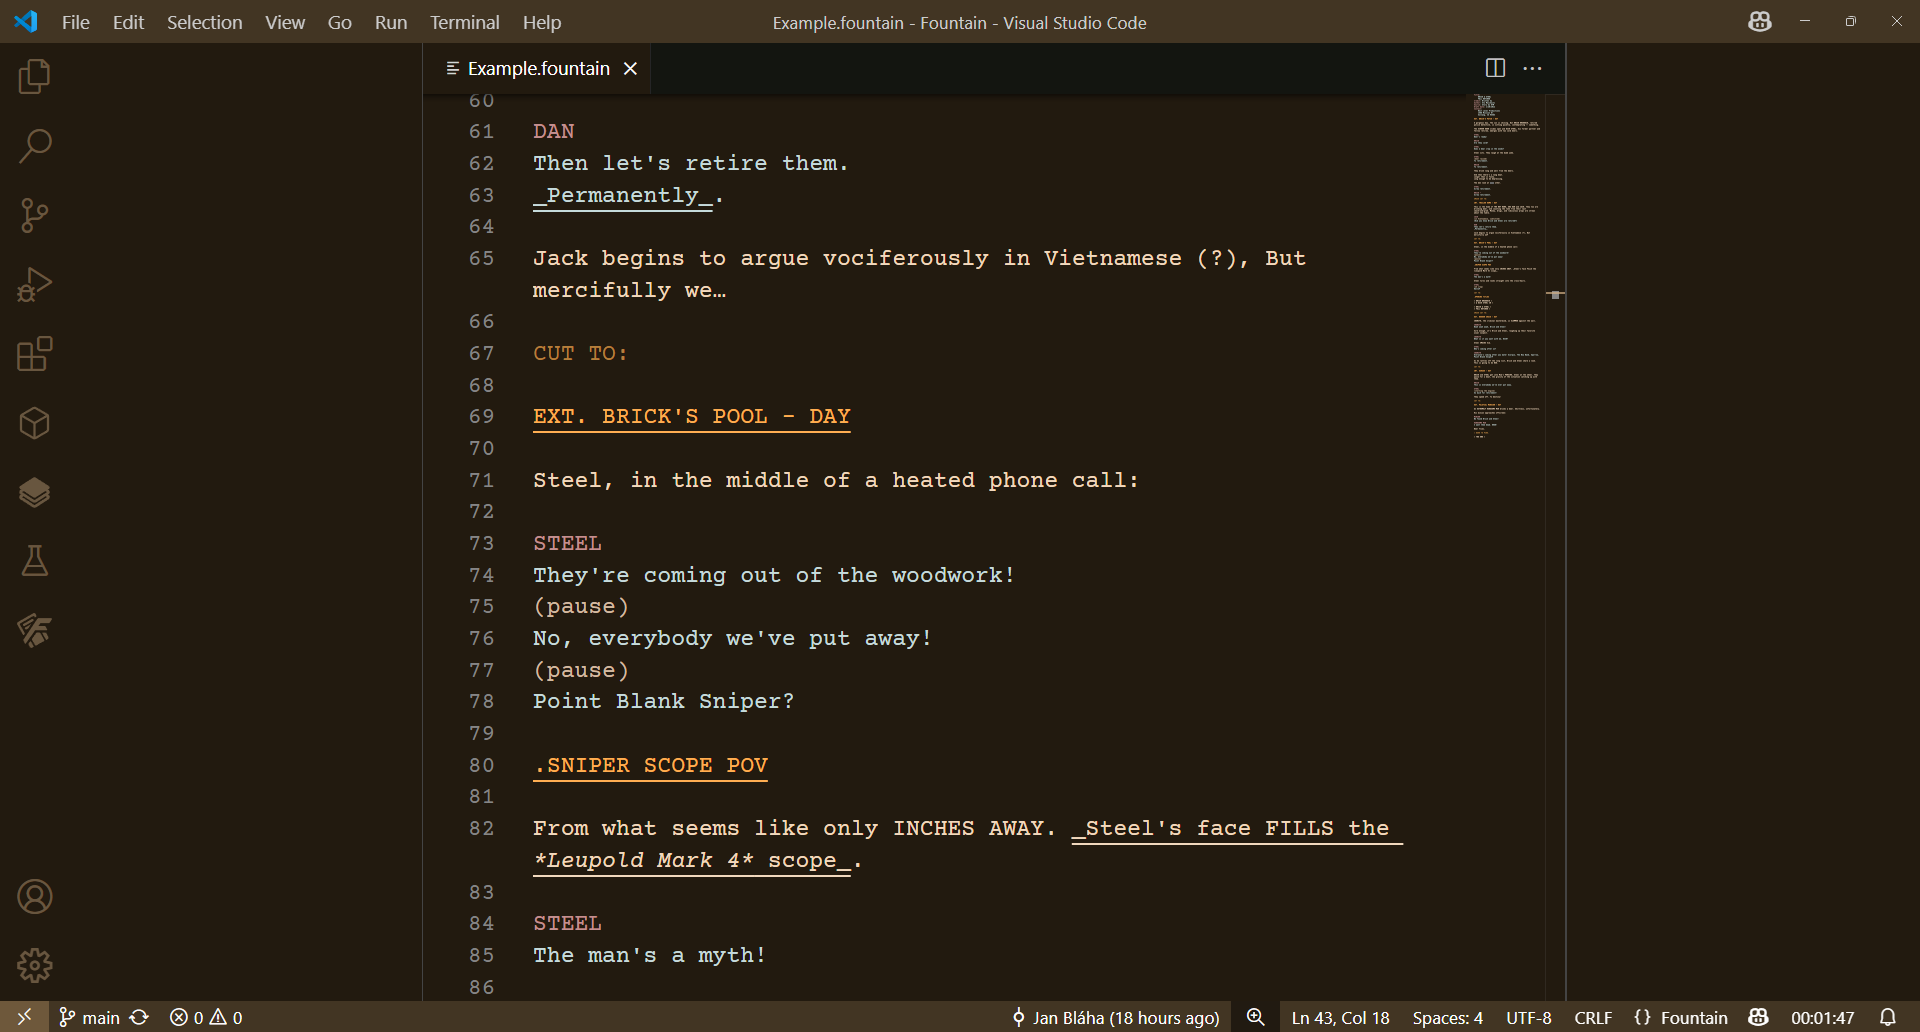 File Edit Selection View Go Run Terminal Help
Example.fountain - Fountain - Visual Studio Code
Example.fountain
60
61 DAN
62 Then let's retire them.
63 _Permanently_.
64
65 Jack begins to argue vociferously in Vietnamese (?), But
mercifully we…
66
67 CUT TO:
68
69 EXT. BRICK'S POOL - DAY
70
71 Steel, in the middle of a heated phone call:
72
73 STEEL
74 They're coming out of the woodwork!
75 (pause)
76 No, everybody we've put away!
77 (pause)
78 Point Blank Sniper?
79
80 .SNIPER SCOPE POV
81
82 From what seems like only INCHES AWAY. _Steel's face FILLS the
*Leupold Mark 4* scope_.
83
84 STEEL
85 The man's a myth!
86
main 0 0 Jan Bláha (18 hours ago) Ln 43, Col 18 Spaces: 4 UTF-8 CRLF {} Fountain 00:01:47